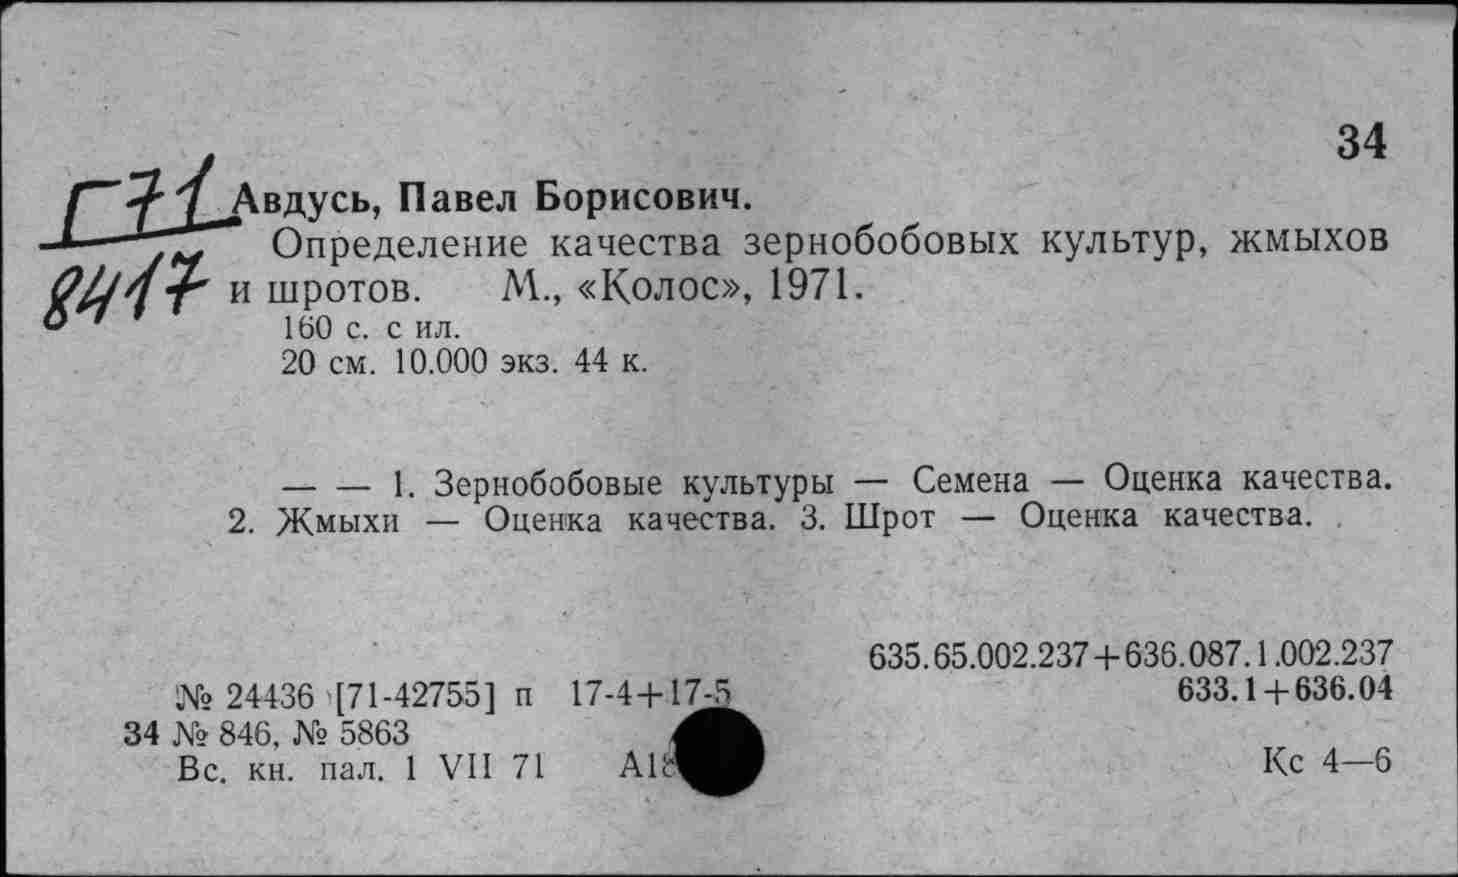 34
Г71
8417
Авдусь, Павел Борисович.
Определение качества зернобобовых культур, жмыхов
и шротов. М., «Колос», 1971.
160 с. с ил.
20 см. 10.000 экз. 44 к.
— — 1. Зернобобовые культуры — Семена — Оценка качества.
2. Жмыхи — Оценка качества. 3. Шрот — Оценка качества.
635.65.002.237+636.087.1.002.237
№ 24436 [71-42755] п 17-4+17-5 633.1+636.04
34 № 846, № 5863
Вс. кн. пал. 1 VII 71 Кс 4—6